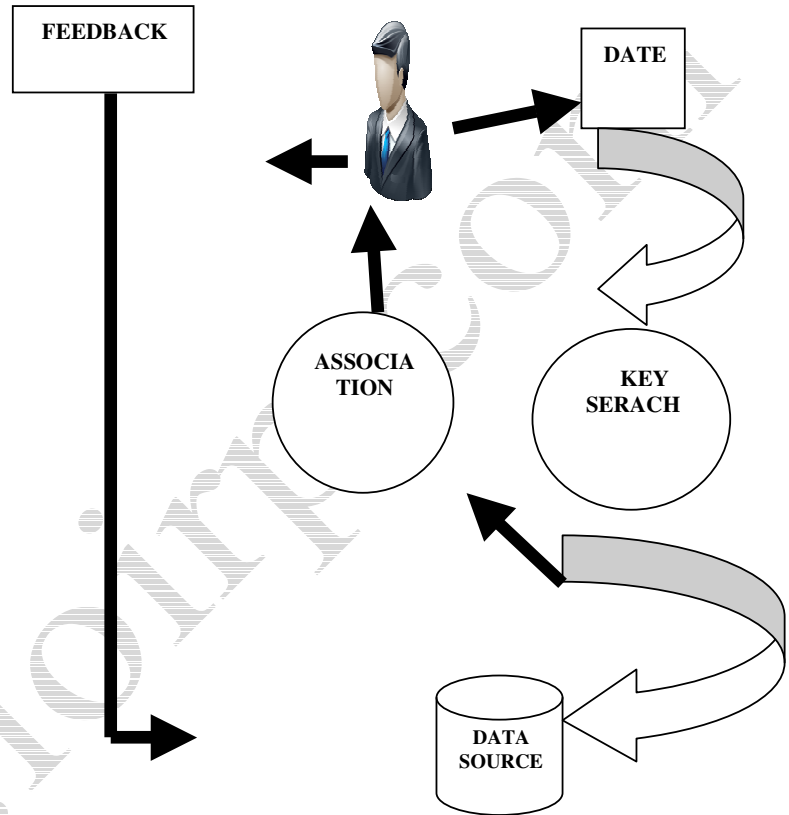 FEEDBACK
DATE
ASSOCIA
TION
KEY
SERACH
DATA
SOURCE